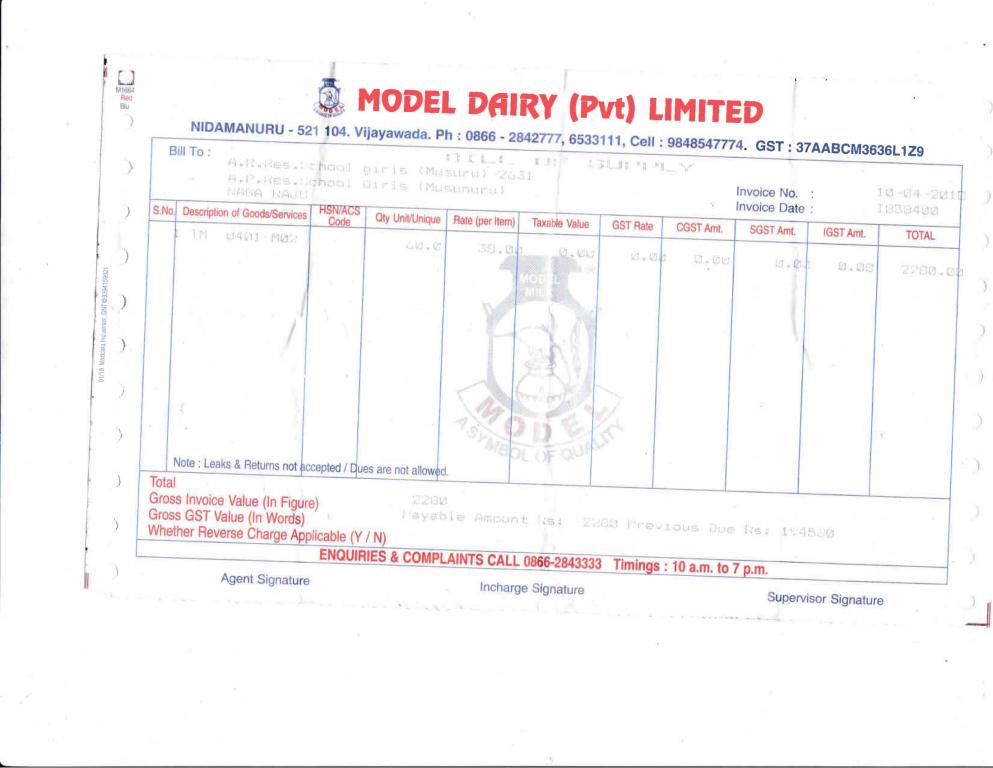 M1664
Red
Blu
MODEL DAIRY (Pvt) LIMITED
NIDAMANURU - 521 104. Vijayawada. Ph : 0866 - 2842777, 6533111, Cell : 9848547774. GST : 37AABCM3636L1Z9
Bill To :
BILL OF SUPPLY
A.P.Res.School girls (Musuru)-2631
A.P.Res.School Girls (Musunuru)
Invoice No. : 10-04-201
Invoice Date : 1838400
S.No. Description of Goods/Services HSN/ACS Code Qty Unit/Unique Rate (per Item) Taxable Value GST Rate CGST Amt. SGST Amt. IGST Amt. TOTAL
1 TM 0401-M02 60.0 38.00 0.00 0.00 0.00 0.00 0.00 2280.00
MODEL
MILK
MODEL
A SYMBOL OF QUALITY
Note : Leaks & Returns not accepted / Dues are not allowed.
Total
Gross Invoice Value (In Figure) 2280
Gross GST Value (In Words) Payable Amount Rs: 2280 Previous Due Rs: 194560
Whether Reverse Charge Applicable (Y / N)
ENQUIRIES & COMPLAINTS CALL 0866-2843333 Timings : 10 a.m. to 7 p.m.
Agent Signature
Incharge Signature
Supervisor Signature